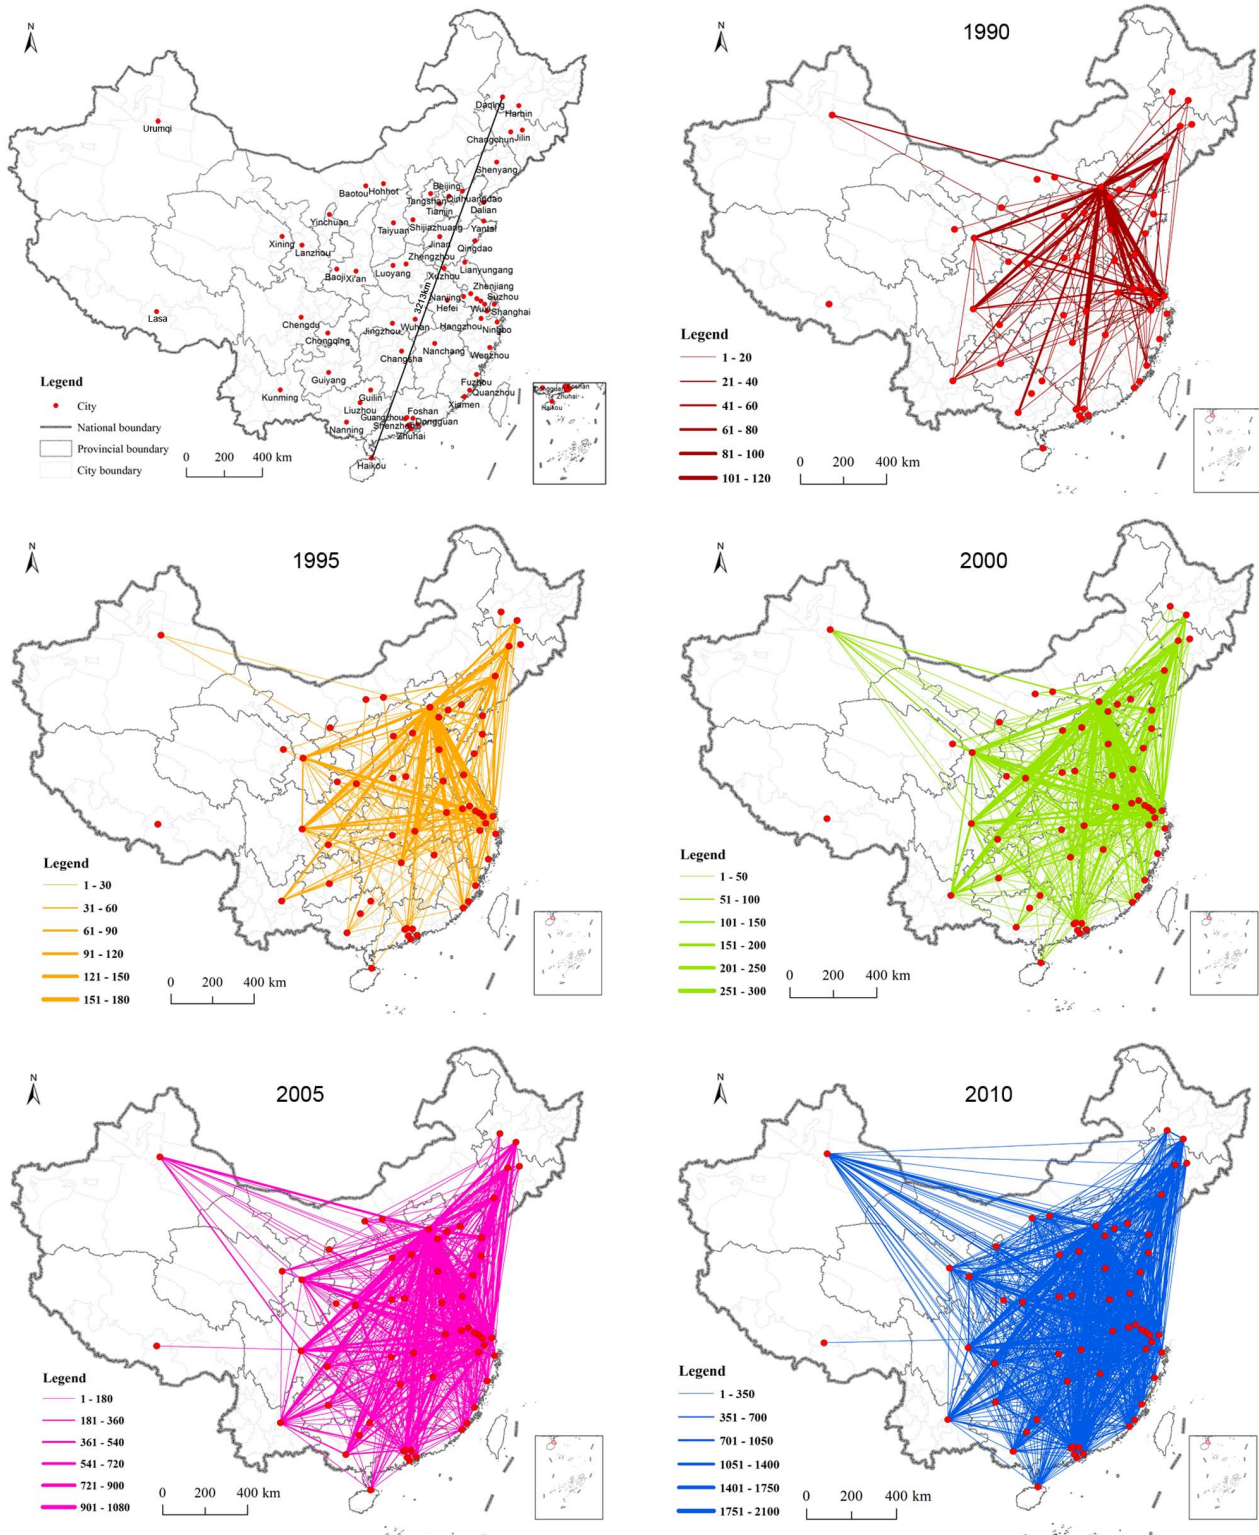 N
Daqing
Harbin
Changchun
Jilin
Urumqi
Shenyang
Beijing
Baotou
Hohhot
Tangshan
Qinhuangdao
Tianjin
Dalian
Yinchuan
Taiyuan
Shijiazhuang
Yantai
Xining
Lanzhou
Jinan
Qingdao
Zhengzhou
Baoji
Xi'an
Luoyang
Xuzhou
Lianyungang
3213km
Zhenjiang
Nanjing
Suzhou
Hefei
Wuxi
Shanghai
Lasa
Chengdu
Jingzhou
Wuhan
Hangzhou
Ningbo
Chongqing
Changsha
Nanchang
Wenzhou
Guiyang
Fuzhou
Kunming
Guilin
Quanzhou
Xiamen
Liuzhou
Guangzhou
Foshan
Dongguan
Shenzhen
Nanning
Zhuhai
Haikou
Dongguan
Foshan
Zhuhai
Haikou
Legend
City
National boundary
Provincial boundary
City boundary
0 200 400 km
N
1990
Legend
1 - 20
21 - 40
41 - 60
61 - 80
81 - 100
101 - 120
0 200 400 km
N
1995
Legend
1 - 30
31 - 60
61 - 90
91 - 120
121 - 150
151 - 180
0 200 400 km
N
2000
Legend
1 - 50
51 - 100
101 - 150
151 - 200
201 - 250
251 - 300
0 200 400 km
N
2005
Legend
1 - 180
181 - 360
361 - 540
541 - 720
721 - 900
901 - 1080
0 200 400 km
N
2010
Legend
1 - 350
351 - 700
701 - 1050
1051 - 1400
1401 - 1750
1751 - 2100
0 200 400 km